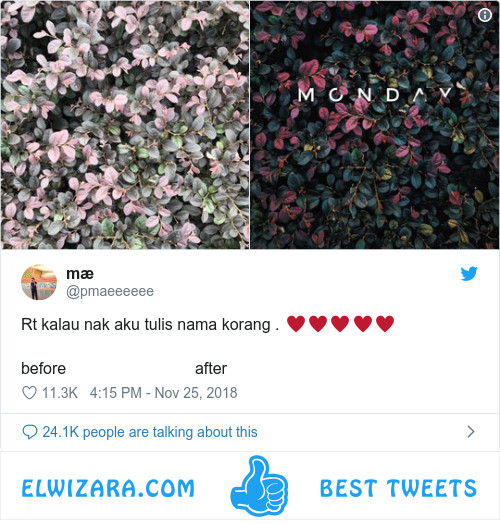 MONDAY
mæ
@pmaeeeeee
Rt kalau nak aku tulis nama korang . ♥♥♥♥♥
before after
11.3K 4:15 PM - Nov 25, 2018
24.1K people are talking about this
ELWIZARA.COM BEST TWEETS